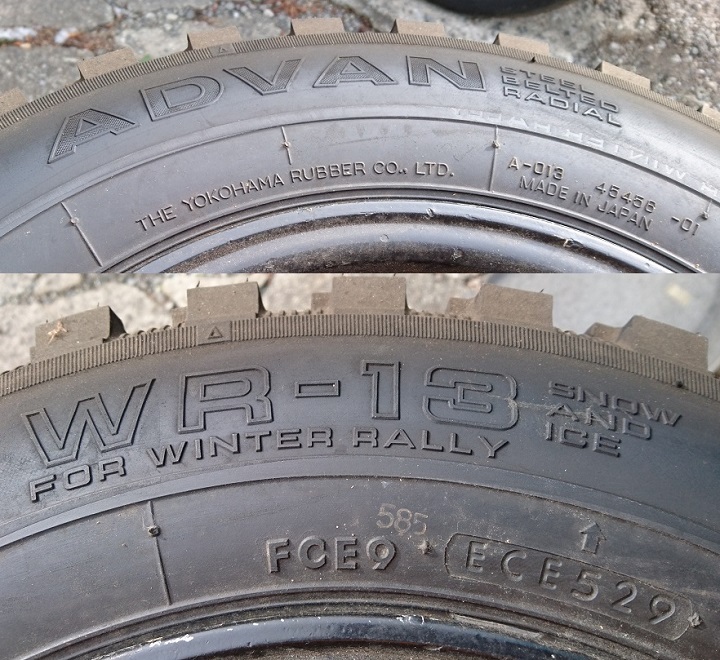 ADVAN
STEEL
BELTED
RADIAL
THE YOKOHAMA RUBBER CO., LTD.
A-013 45456 -01
MADE IN JAPAN
WR-13
SNOW
AND
ICE
FOR WINTER RALLY
585
FCE9
ECE529